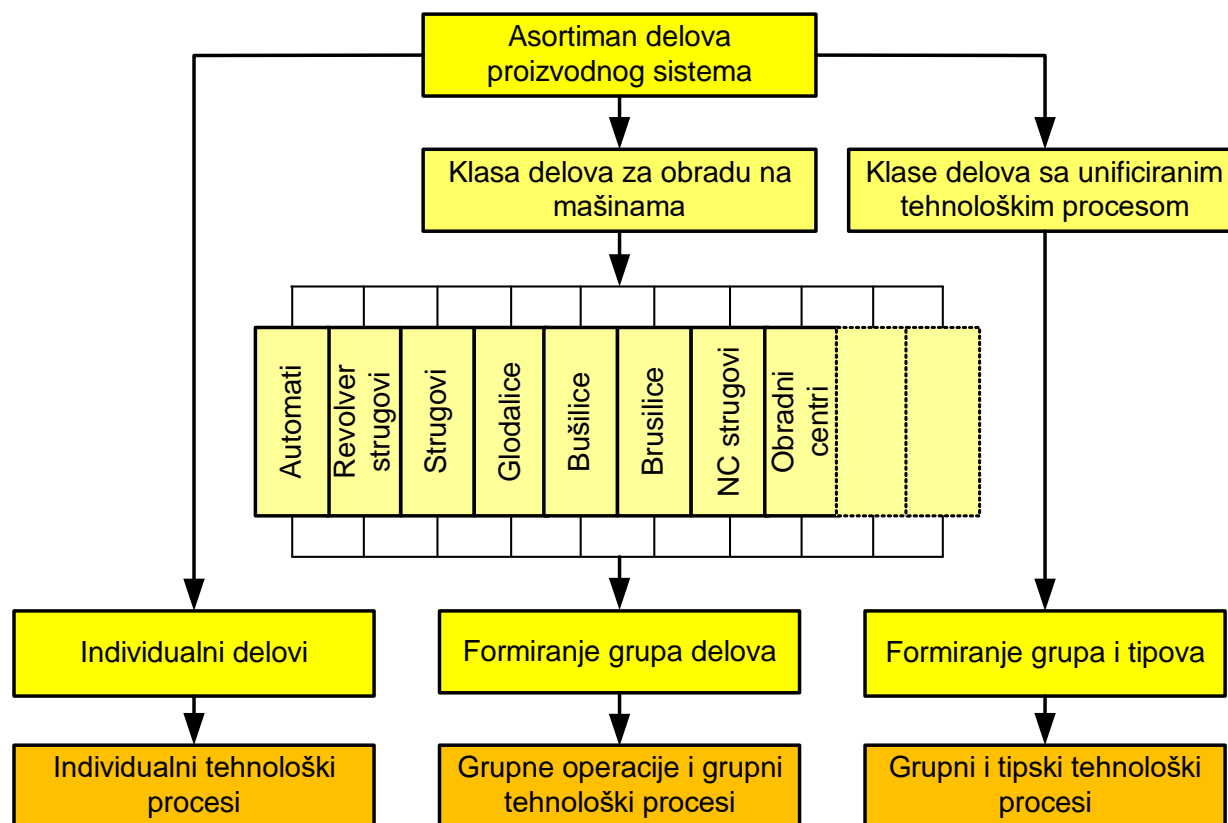 Asortiman delova
proizvodnog sistema
Klasa delova za obradu na
mašinama
Klase delova sa unificiranim
tehnološkim procesom
Automati
Revolver
strugovi
Strugovi
Glodalice
Bušilice
Brusilice
NC strugovi
Obradni
centri
Individualni delovi
Formiranje grupa delova
Formiranje grupa i tipova
Individualni tehnološki
procesi
Grupne operacije i grupni
tehnološki procesi
Grupni i tipski tehnološki
procesi